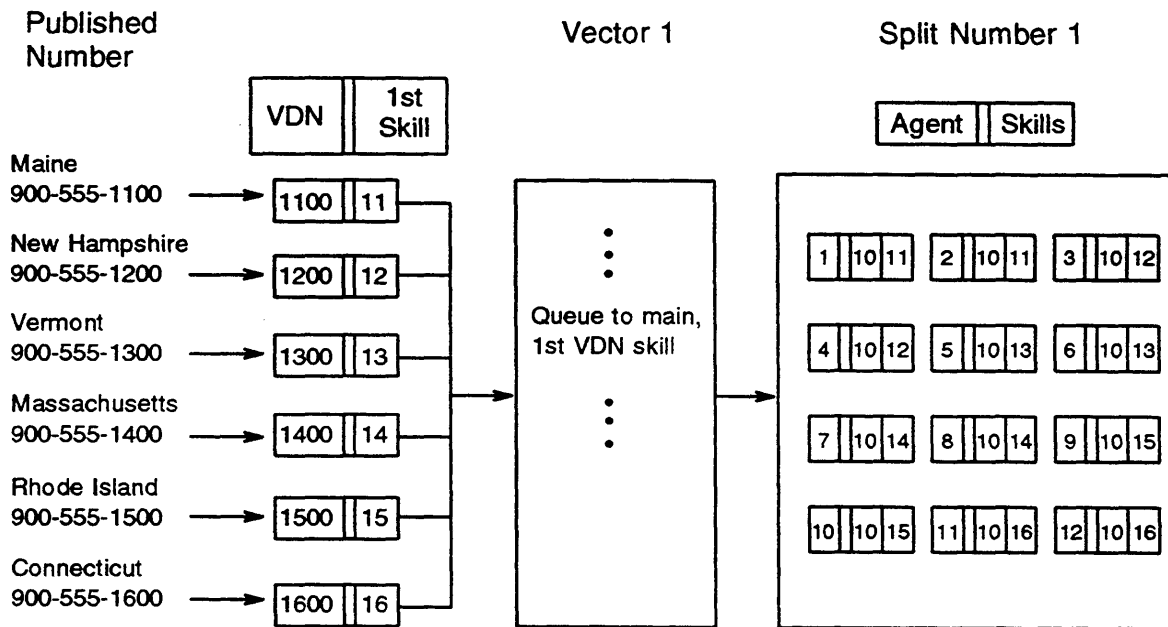 Published
Number
Vector 1
Split Number 1
VDN
1st
Skill
Agent
Skills
Maine
900-555-1100
1100 11
New Hampshire
900-555-1200
1200 12
Vermont
900-555-1300
1300 13
Massachusetts
900-555-1400
1400 14
Rhode Island
900-555-1500
1500 15
Connecticut
900-555-1600
1600 16
Queue to main,
1st VDN skill
1 10 11 2 10 11 3 10 12
4 10 12 5 10 13 6 10 13
7 10 14 8 10 14 9 10 15
10 10 15 11 10 16 12 10 16